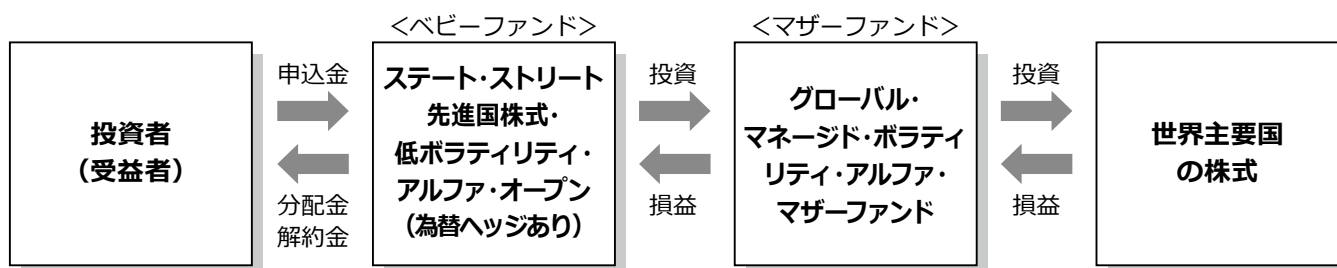 <ベビーファンド>
<マザーファンド>
投資者
(受益者)
申込金
分配金
解約金
ステート・ストリート
先進国株式・
低ボラティリティ・
アルファ・オープン
(為替ヘッジあり)
投資
損益
グローバル・
マネージド・ボラティ
リティ・アルファ・
マザーファンド
投資
損益
世界主要国
の株式